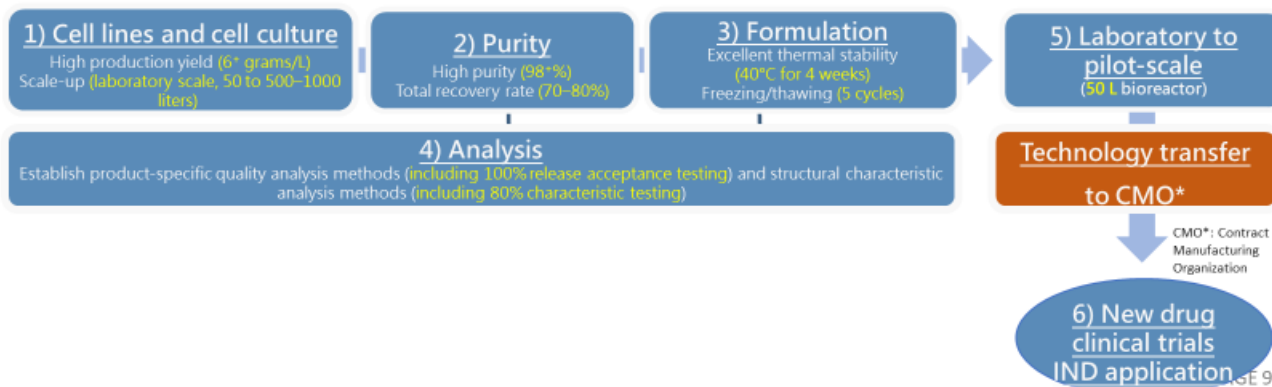 1) Cell lines and cell culture
High production yield (6⁺ grams/L)
Scale-up (laboratory scale, 50 to 500–1000
liters)
2) Purity
High purity (98⁺%)
Total recovery rate (70–80%)
3) Formulation
Excellent thermal stability
(40°C for 4 weeks)
Freezing/thawing (5 cycles)
4) Analysis
Establish product-specific quality analysis methods (including 100% release acceptance testing) and structural characteristic
analysis methods (including 80% characteristic testing)
5) Laboratory to
pilot-scale
(50 L bioreactor)
Technology transfer
to CMO*
CMO*: Contract
Manufacturing
Organization
6) New drug
clinical trials
IND application
GE 9